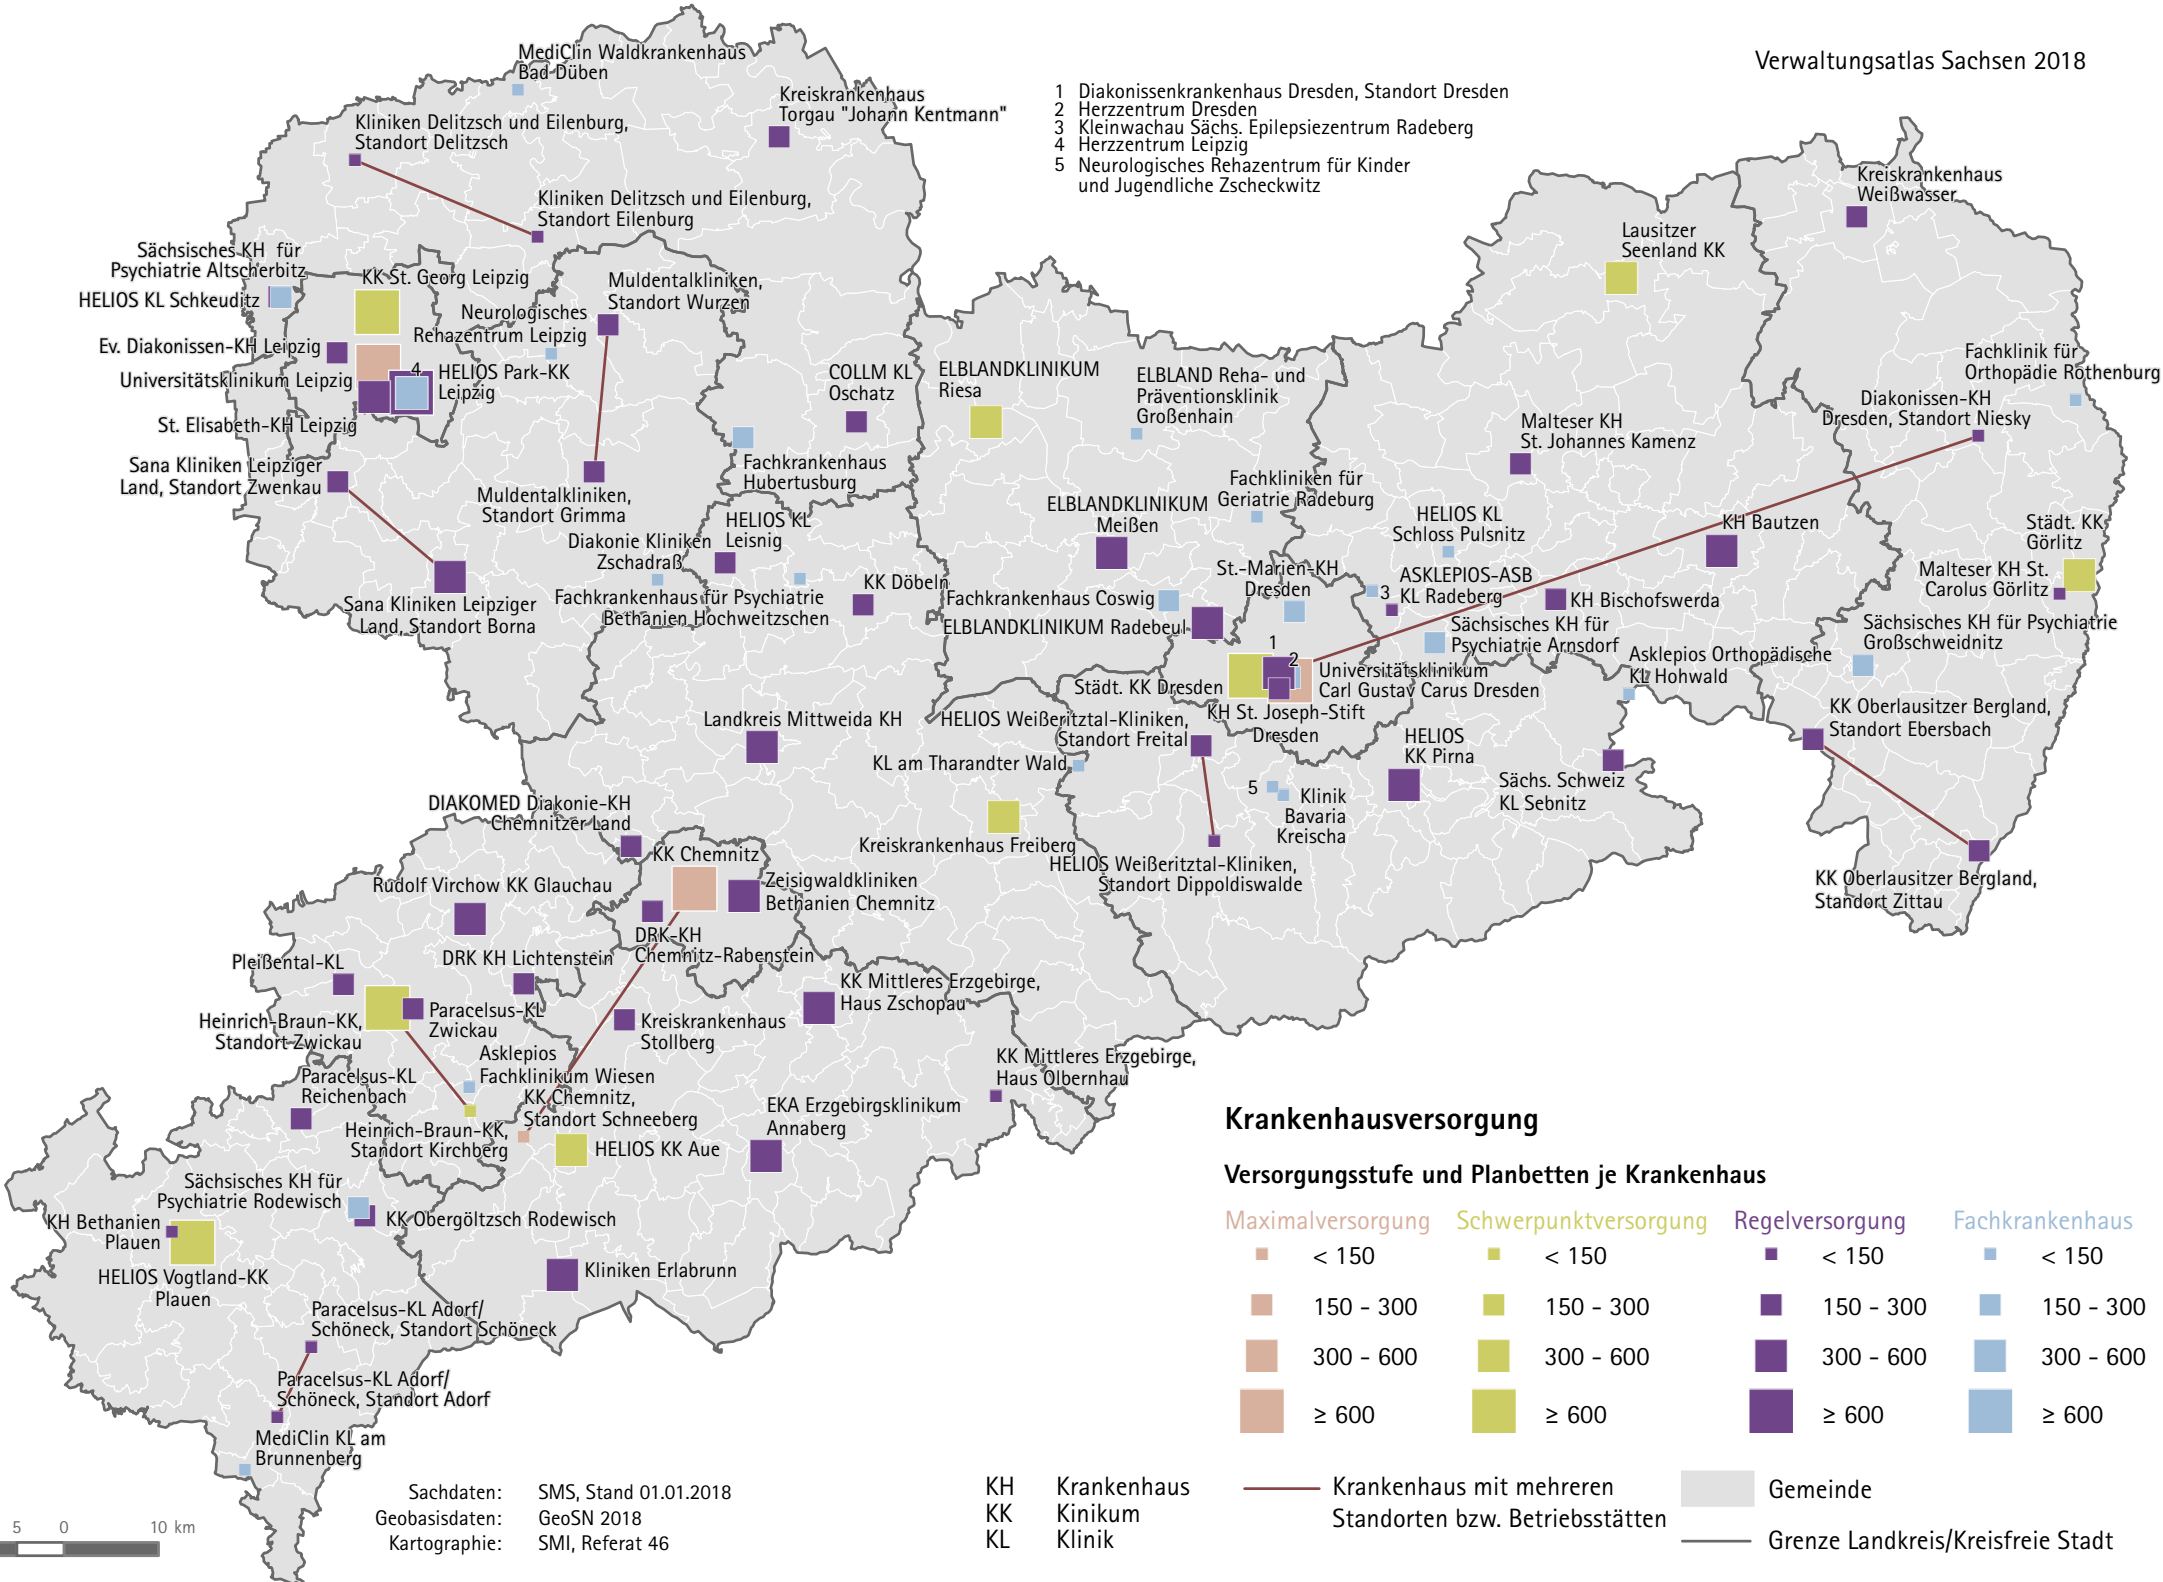 Verwaltungsatlas Sachsen 2018
1 Diakonissenkrankenhaus Dresden, Standort Dresden
2 Herzzentrum Dresden
3 Kleinwachau Sächs. Epilepsiezentrum Radeberg
4 Herzzentrum Leipzig
5 Neurologisches Rehazentrum für Kinder
und Jugendliche Zscheckwitz
MediClin Waldkrankenhaus
Bad Düben
Kreiskrankenhaus
Torgau "Johann Kentmann"
Kliniken Delitzsch und Eilenburg,
Standort Delitzsch
Kliniken Delitzsch und Eilenburg,
Standort Eilenburg
Sächsisches KH für
Psychiatrie Altscherbitz
HELIOS KL Schkeuditz
KK St. Georg Leipzig
Neurologisches
Rehazentrum Leipzig
Muldentalkliniken,
Standort Wurzen
Ev. Diakonissen-KH Leipzig
Universitätsklinikum Leipzig
4
HELIOS Park-KK
Leipzig
St. Elisabeth-KH Leipzig
Sana Kliniken Leipziger
Land, Standort Zwenkau
Muldentalkliniken,
Standort Grimma
Sana Kliniken Leipziger
Land, Standort Borna
COLLM KL
Oschatz
Fachkrankenhaus
Hubertusburg
HELIOS KL
Leisnig
Diakonie Kliniken
Zschadraß
Fachkrankenhaus für Psychiatrie
Bethanien Hochweitzschen
KK Döbeln
ELBLANDKLINIKUM
Riesa
ELBLAND Reha- und
Präventionsklinik
Großenhain
Fachkliniken für
Geriatrie Radeburg
ELBLANDKLINIKUM
Meißen
Fachkrankenhaus Coswig
ELBLANDKLINIKUM Radebeul
St.-Marien-KH
Dresden
Lausitzer
Seenland KK
Kreiskrankenhaus
Weißwasser
Fachklinik für
Orthopädie Rothenburg
Diakonissen-KH
Dresden, Standort Niesky
Malteser KH
St. Johannes Kamenz
HELIOS KL
Schloss Pulsnitz
KH Bautzen
Städt. KK
Görlitz
Malteser KH St.
Carolus Görlitz
3
ASKLEPIOS-ASB
KL Radeberg
KH Bischofswerda
Sächsisches KH für
Psychiatrie Arnsdorf
Sächsisches KH für Psychiatrie
Großschweidnitz
Asklepios Orthopädische
KL Hohwald
1
2
Universitätsklinikum
Carl Gustav Carus Dresden
Städt. KK Dresden
KH St. Joseph-Stift
Dresden
KK Oberlausitzer Bergland,
Standort Ebersbach
Landkreis Mittweida KH
HELIOS Weißeritztal-Kliniken,
Standort Freital
KL am Tharandter Wald
HELIOS
KK Pirna
Sächs. Schweiz
KL Sebnitz
5
Klinik
Bavaria
Kreischa
DIAKOMED Diakonie-KH
Chemnitzer Land
Kreiskrankenhaus Freiberg
HELIOS Weißeritztal-Kliniken,
Standort Dippoldiswalde
KK Oberlausitzer Bergland,
Standort Zittau
KK Chemnitz
Rudolf Virchow KK Glauchau
Zeisigwaldkliniken
Bethanien Chemnitz
DRK-KH
Chemnitz-Rabenstein
Pleißental-KL
DRK KH Lichtenstein
KK Mittleres Erzgebirge,
Haus Zschopau
Paracelsus-KL
Zwickau
Heinrich-Braun-KK,
Standort Zwickau
Kreiskrankenhaus
Stollberg
Asklepios
Fachklinikum Wiesen
KK Mittleres Erzgebirge,
Haus Olbernhau
Paracelsus-KL
Reichenbach
KK Chemnitz,
Standort Schneeberg
Heinrich-Braun-KK,
Standort Kirchberg
HELIOS KK Aue
EKA Erzgebirgsklinikum
Annaberg
Sächsisches KH für
Psychiatrie Rodewisch
KK Obergöltzsch Rodewisch
KH Bethanien
Plauen
HELIOS Vogtland-KK
Plauen
Kliniken Erlabrunn
Paracelsus-KL Adorf/
Schöneck, Standort Schöneck
Paracelsus-KL Adorf/
Schöneck, Standort Adorf
MediClin KL am
Brunnenberg
Krankenhausversorgung
Versorgungsstufe und Planbetten je Krankenhaus
Maximalversorgung Schwerpunktversorgung Regelversorgung Fachkrankenhaus
< 150 < 150 < 150 < 150
150 - 300 150 - 300 150 - 300 150 - 300
300 - 600 300 - 600 300 - 600 300 - 600
≥ 600 ≥ 600 ≥ 600 ≥ 600
KH Krankenhaus
KK Kinikum
KL Klinik
Krankenhaus mit mehreren
Standorten bzw. Betriebsstätten
Gemeinde
Grenze Landkreis/Kreisfreie Stadt
Sachdaten: SMS, Stand 01.01.2018
Geobasisdaten: GeoSN 2018
Kartographie: SMI, Referat 46
5 0 10 km